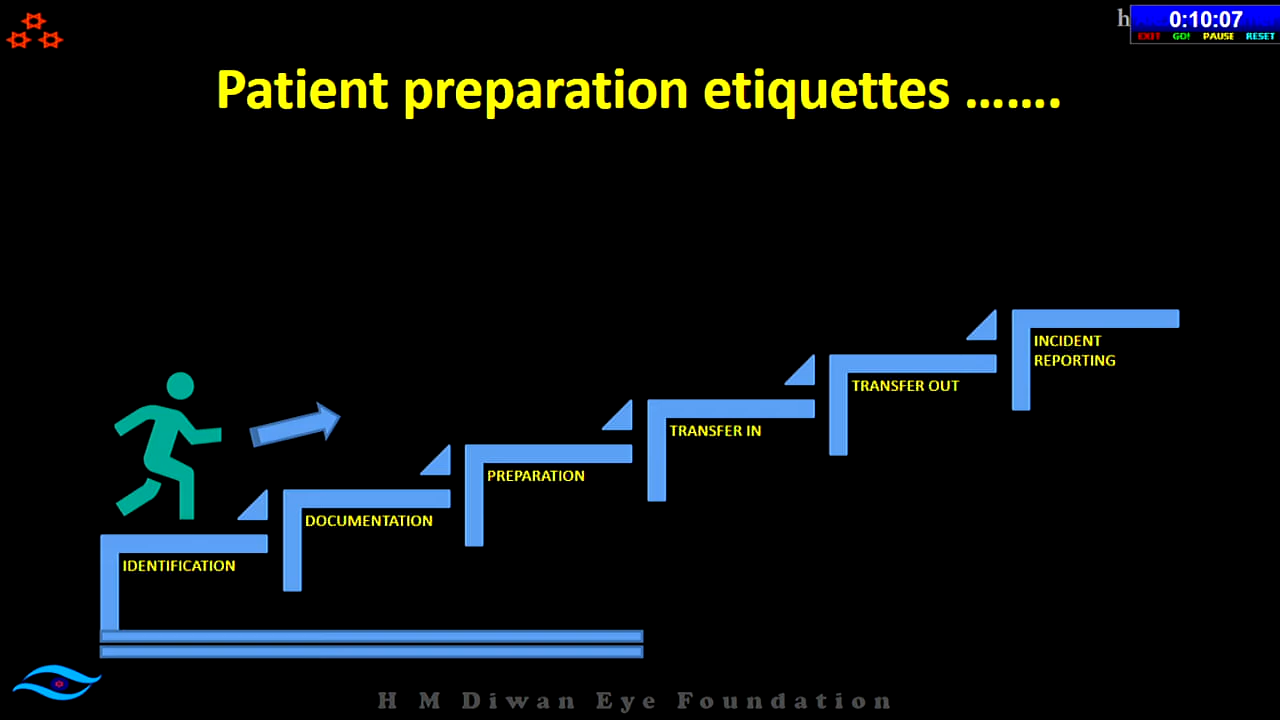 h
0:10:07
EXIT GO! PAUSE RESET
Patient preparation etiquettes .......
INCIDENT
REPORTING
TRANSFER OUT
TRANSFER IN
PREPARATION
DOCUMENTATION
IDENTIFICATION
H M Diwan Eye Foundation